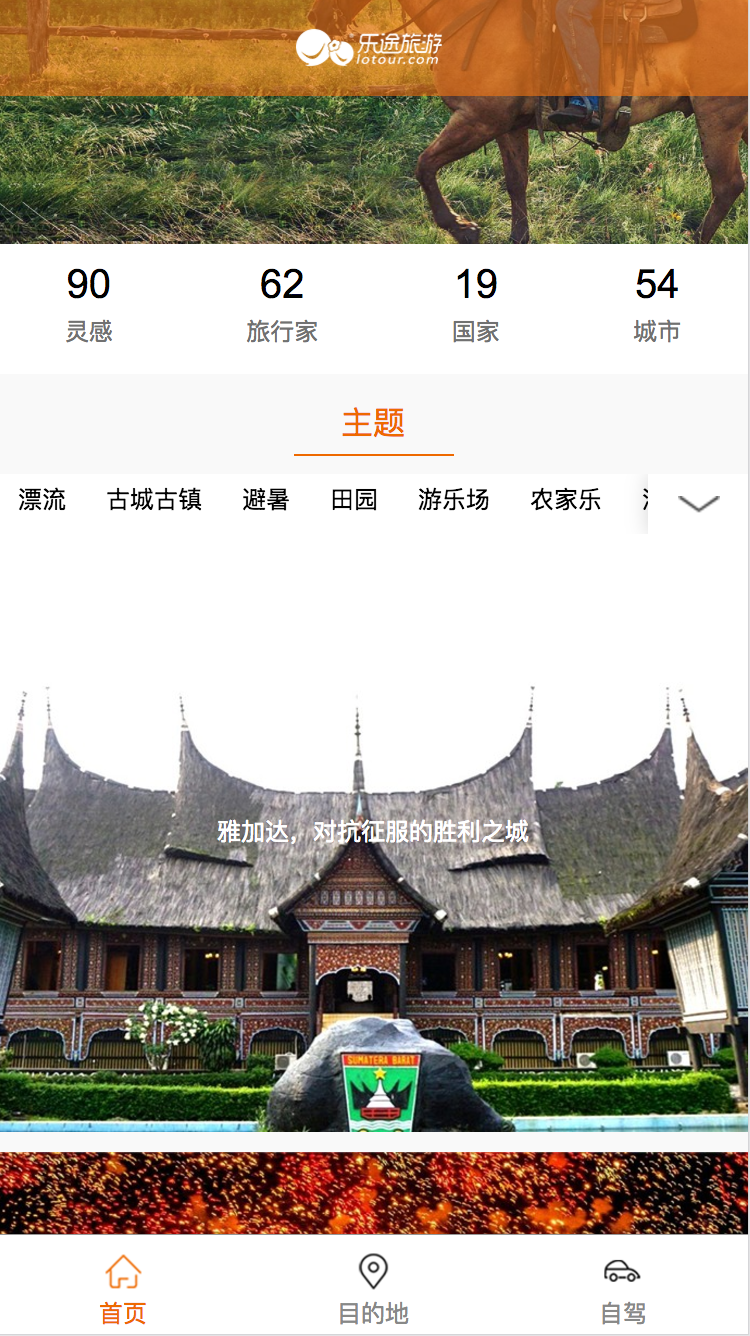 乐途旅游
lotour.com
90 62 19 54
灵感 旅行家 国家 城市
主题
漂流 古城古镇 避暑 田园 游乐场 农家乐
雅加达，对抗征服的胜利之城
SUMATERA BARAT
首页 目的地 自驾